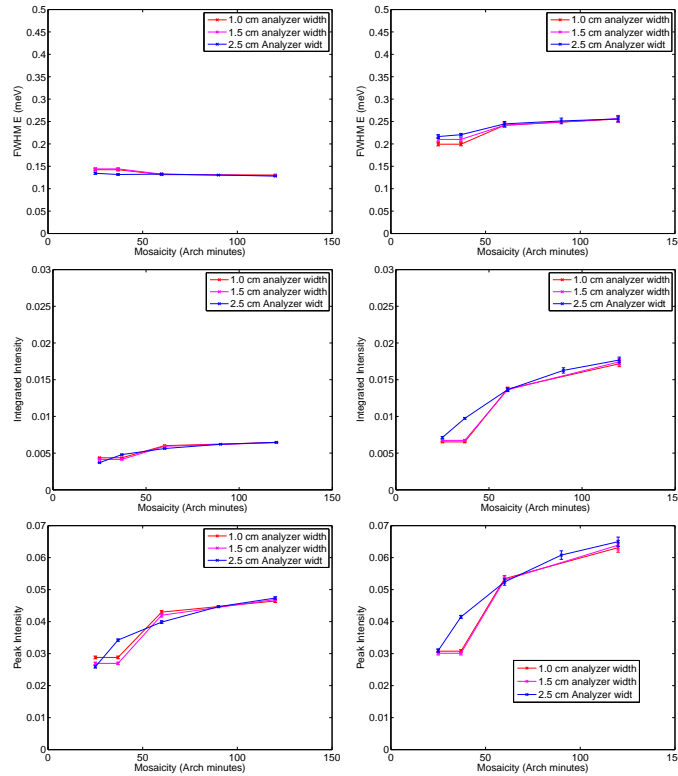 0.5
0.45
0.4
0.35
0.3
0.25
0.2
0.15
0.1
0.05
0
FWHM E (meV)
0 50 100 150
Mosaicity (Arch minutes)
1.0 cm analyzer width
1.5 cm analyzer width
2.5 cm Analyzer widt
0.5
0.45
0.4
0.35
0.3
0.25
0.2
0.15
0.1
0.05
0
FWHM E (meV)
0 50 100 150
Mosaicity (Arch minutes)
1.0 cm analyzer width
1.5 cm analyzer width
2.5 cm Analyzer widt
0.03
0.025
0.02
0.015
0.01
0.005
0
Integrated Intensity
0 50 100 150
Mosaicity (Arch minutes)
1.0 cm analyzer width
1.5 cm analyzer width
2.5 cm Analyzer widt
0.03
0.025
0.02
0.015
0.01
0.005
0
Integrated Intensity
0 50 100 15
Mosaicity (Arch minutes)
1.0 cm analyzer width
1.5 cm analyzer width
2.5 cm Analyzer widt
0.07
0.06
0.05
0.04
0.03
0.02
0.01
0
Peak Intensity
0 50 100 150
Mosaicity (Arch minutes)
1.0 cm analyzer width
1.5 cm analyzer width
2.5 cm Analyzer widt
0.07
0.06
0.05
0.04
0.03
0.02
0.01
0
Peak Intensity
0 50 100 15
Mosaicity (Arch minutes)
1.0 cm analyzer width
1.5 cm analyzer width
2.5 cm Analyzer widt